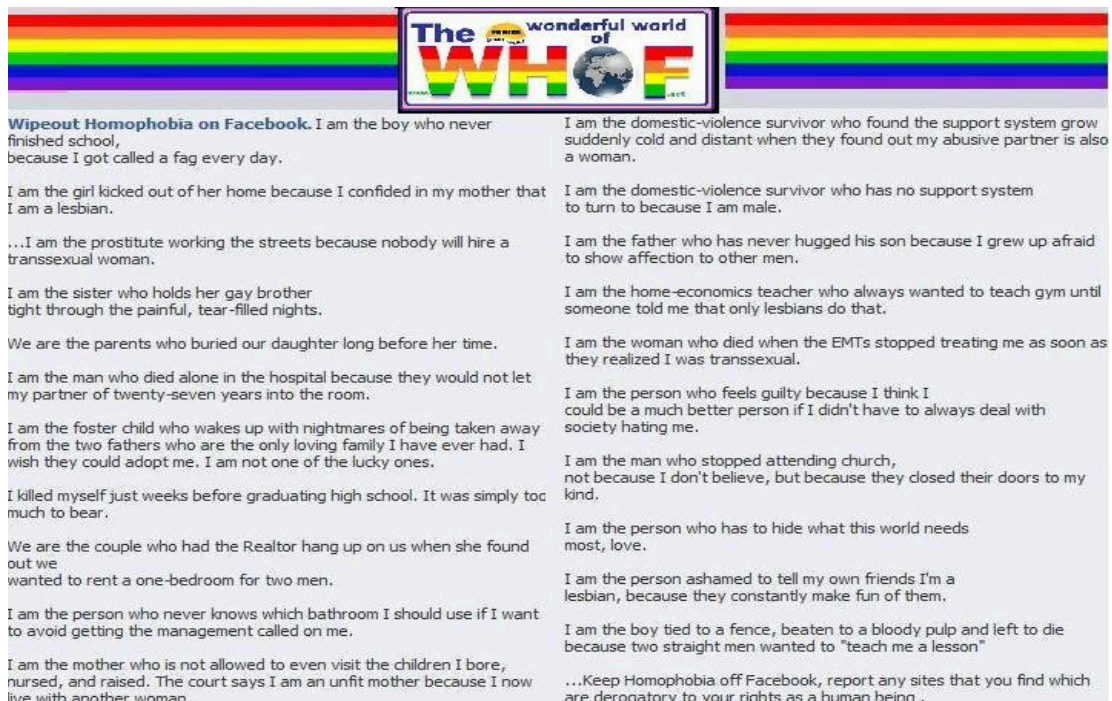 The wonderful world
of
WHOF
.net
Wipeout Homophobia on Facebook. I am the boy who never
finished school,
because I got called a fag every day.
I am the girl kicked out of her home because I confided in my mother that
I am a lesbian.
...I am the prostitute working the streets because nobody will hire a
transsexual woman.
I am the sister who holds her gay brother
tight through the painful, tear-filled nights.
We are the parents who buried our daughter long before her time.
I am the man who died alone in the hospital because they would not let
my partner of twenty-seven years into the room.
I am the foster child who wakes up with nightmares of being taken away
from the two fathers who are the only loving family I have ever had. I
wish they could adopt me. I am not one of the lucky ones.
I killed myself just weeks before graduating high school. It was simply too
much to bear.
We are the couple who had the Realtor hang up on us when she found
out we
wanted to rent a one-bedroom for two men.
I am the person who never knows which bathroom I should use if I want
to avoid getting the management called on me.
I am the mother who is not allowed to even visit the children I bore,
nursed, and raised. The court says I am an unfit mother because I now
live with another woman
I am the domestic-violence survivor who found the support system grow
suddenly cold and distant when they found out my abusive partner is also
a woman.
I am the domestic-violence survivor who has no support system
to turn to because I am male.
I am the father who has never hugged his son because I grew up afraid
to show affection to other men.
I am the home-economics teacher who always wanted to teach gym until
someone told me that only lesbians do that.
I am the woman who died when the EMTs stopped treating me as soon as
they realized I was transsexual.
I am the person who feels guilty because I think I
could be a much better person if I didn't have to always deal with
society hating me.
I am the man who stopped attending church,
not because I don't believe, but because they closed their doors to my
kind.
I am the person who has to hide what this world needs
most, love.
I am the person ashamed to tell my own friends I'm a
lesbian, because they constantly make fun of them.
I am the boy tied to a fence, beaten to a bloody pulp and left to die
because two straight men wanted to "teach me a lesson"
...Keep Homophobia off Facebook, report any sites that you find which
are derogatory to your rights as a human being .